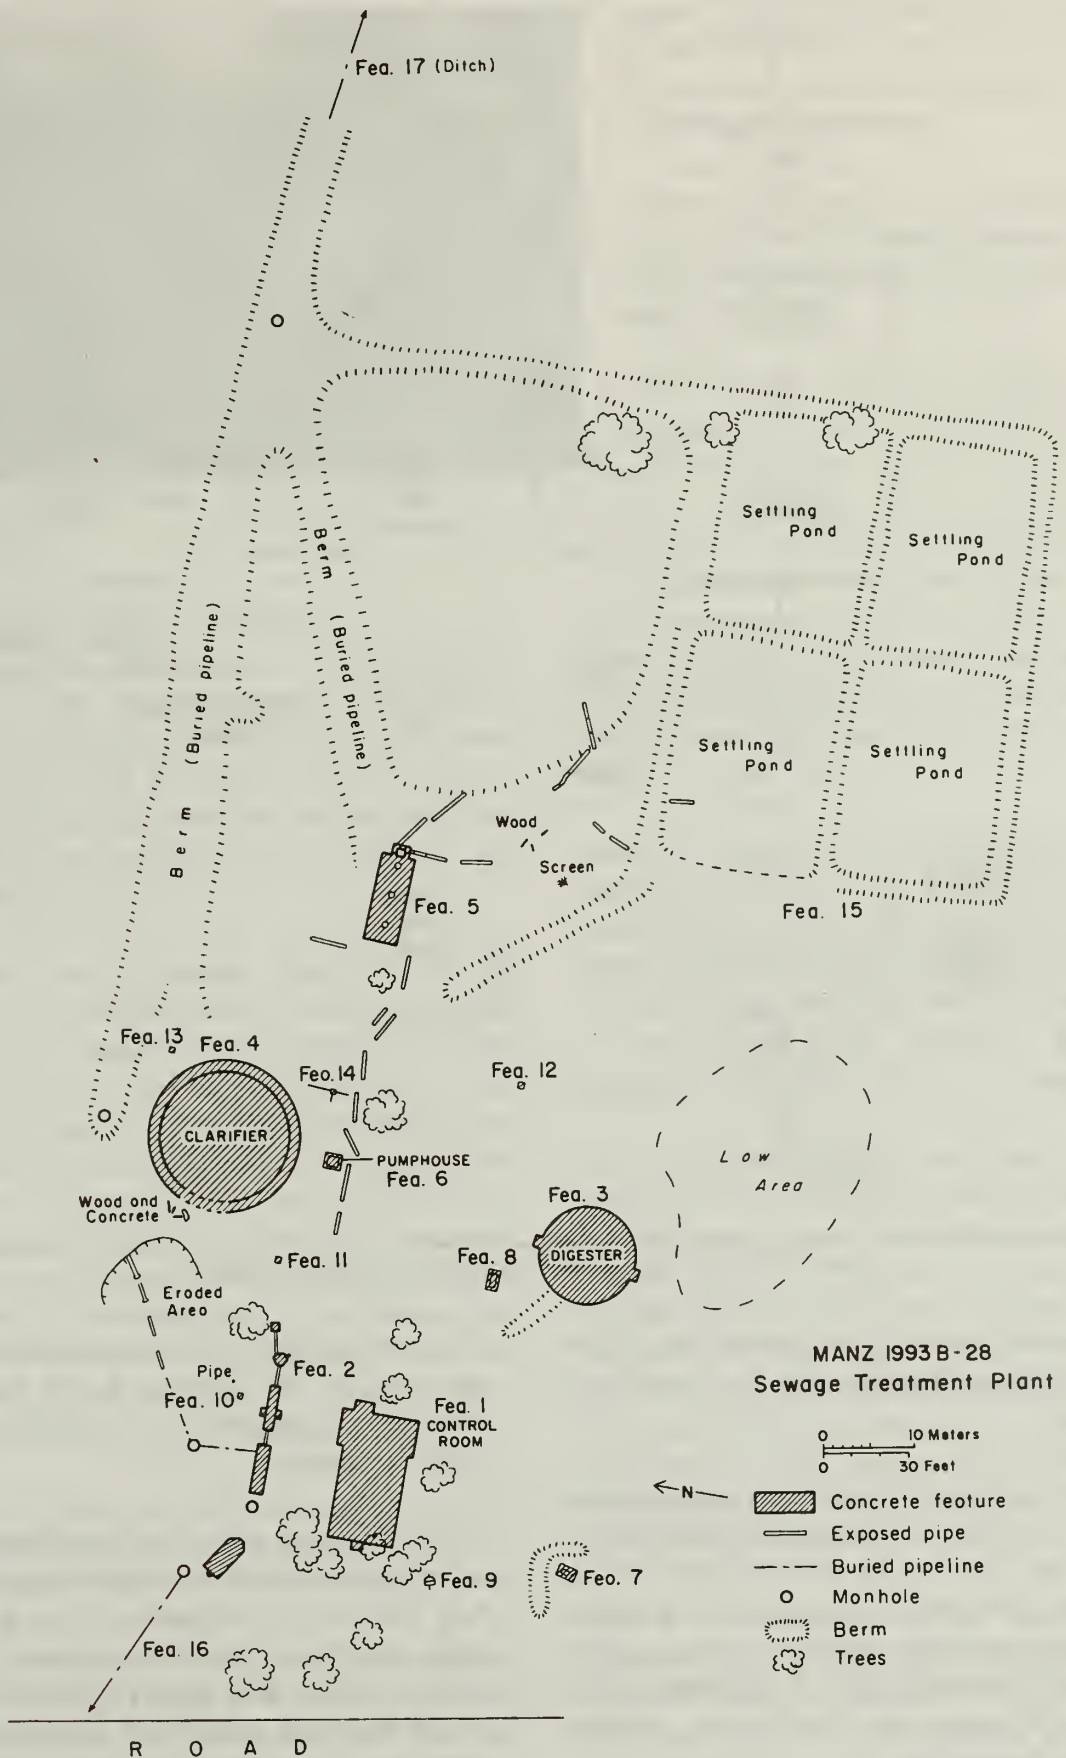 Fea. 17 (Ditch)
Settling
Pond
Settling
Pond
Berm
(Buried pipeline)
Berm
(Buried pipeline)
Settling
Pond
Settling
Pond
Wood
Screen
Fea. 5
Fea. 15
Fea. 13
Fea. 4
Feo. 14
Fea. 12
CLARIFIER
PUMPHOUSE
Fea. 6
Low
Area
Wood and
Concrete
Fea. 3
Fea. 11
Fea. 8
DIGESTER
Eroded
Area
Pipe
Fea. 2
Fea. 10
Fea. 1
CONTROL
ROOM
MANZ 1993 B-28
Sewage Treatment Plant
0 10 Meters
0 30 Feet
N
Concrete feoture
Exposed pipe
Buried pipeline
Monhole
Berm
Trees
Fea. 9
Feo. 7
Fea. 16
ROAD